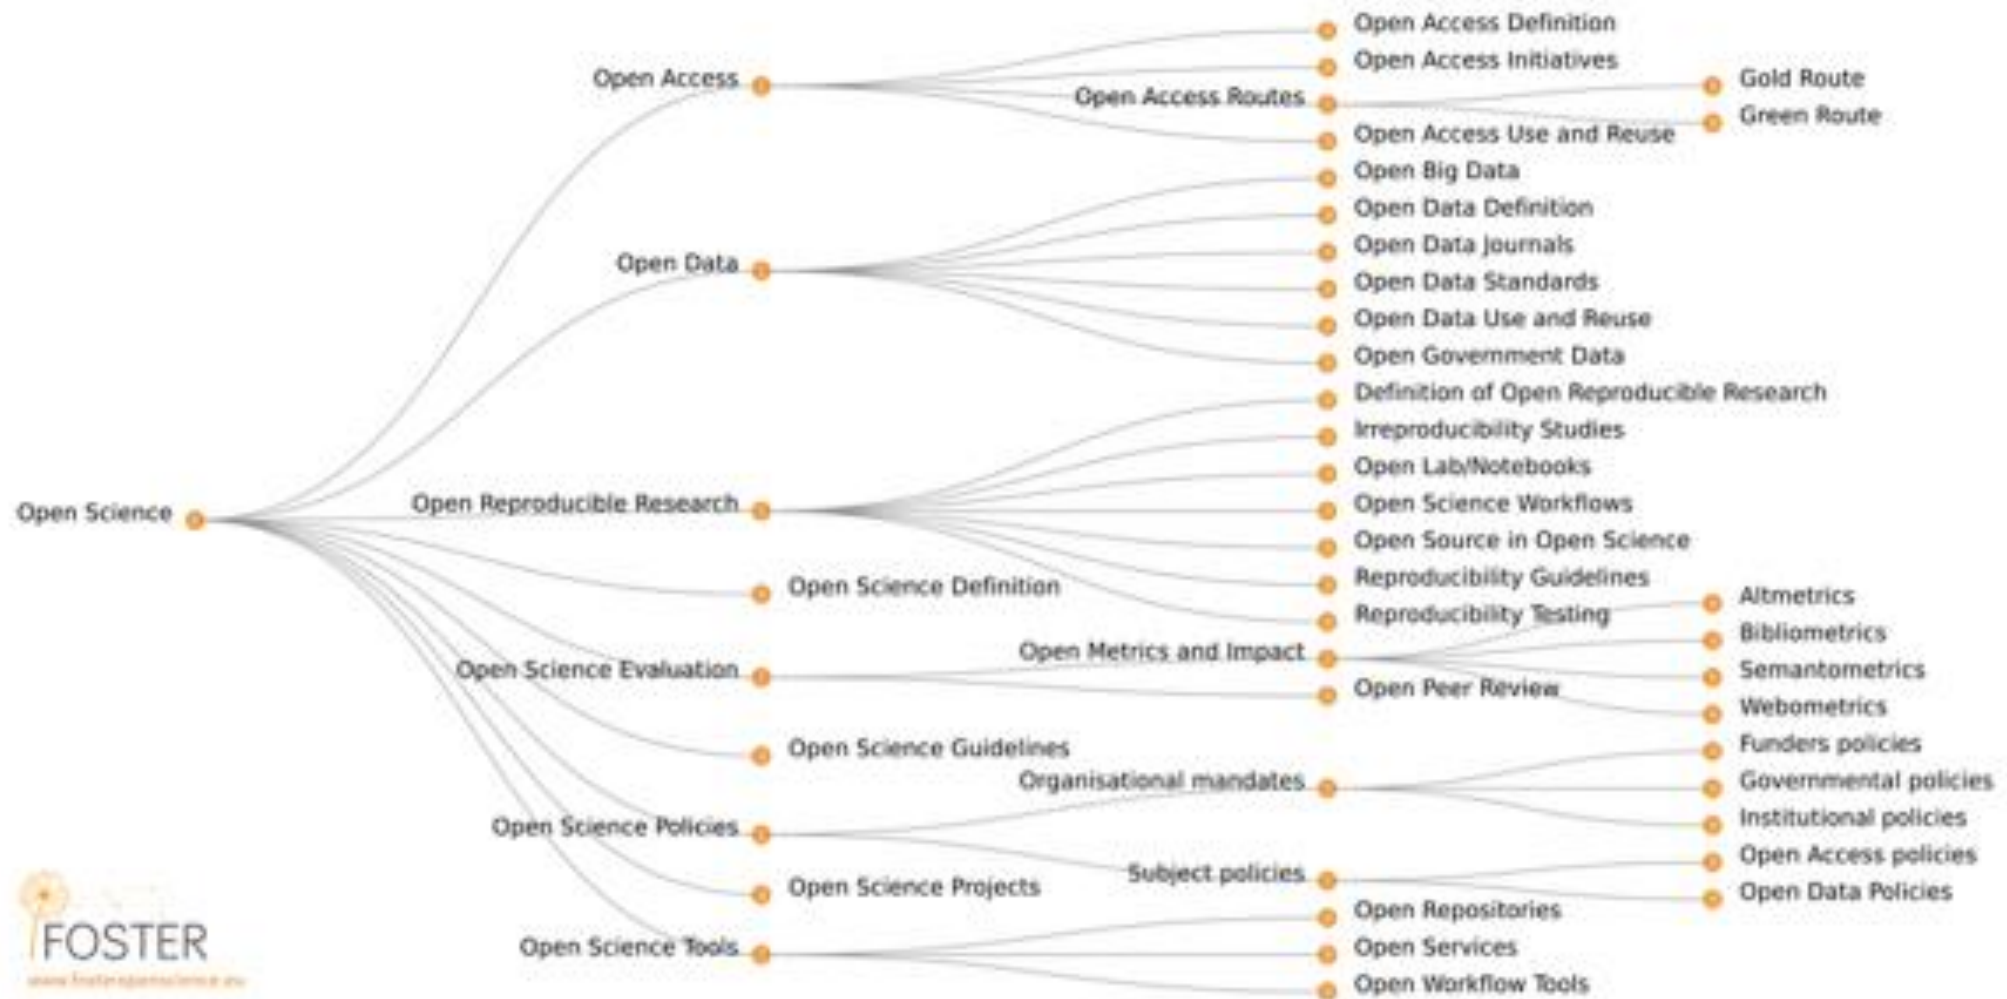 Open Science
Open Access
Open Access Definition
Open Access Initiatives
Open Access Routes
Gold Route
Green Route
Open Access Use and Reuse
Open Data
Open Big Data
Open Data Definition
Open Data Journals
Open Data Standards
Open Data Use and Reuse
Open Government Data
Open Reproducible Research
Definition of Open Reproducible Research
Irreproducibility Studies
Open Lab/Notebooks
Open Science Workflows
Open Source in Open Science
Reproducibility Guidelines
Reproducibility Testing
Open Science Definition
Open Science Evaluation
Open Metrics and Impact
Altmetrics
Bibliometrics
Semantometrics
Webometrics
Open Peer Review
Open Science Guidelines
Open Science Policies
Organisational mandates
Funders policies
Governmental policies
Institutional policies
Subject policies
Open Access policies
Open Data Policies
Open Science Projects
Open Science Tools
Open Repositories
Open Services
Open Workflow Tools
FOSTER
www.fosteropenscience.eu